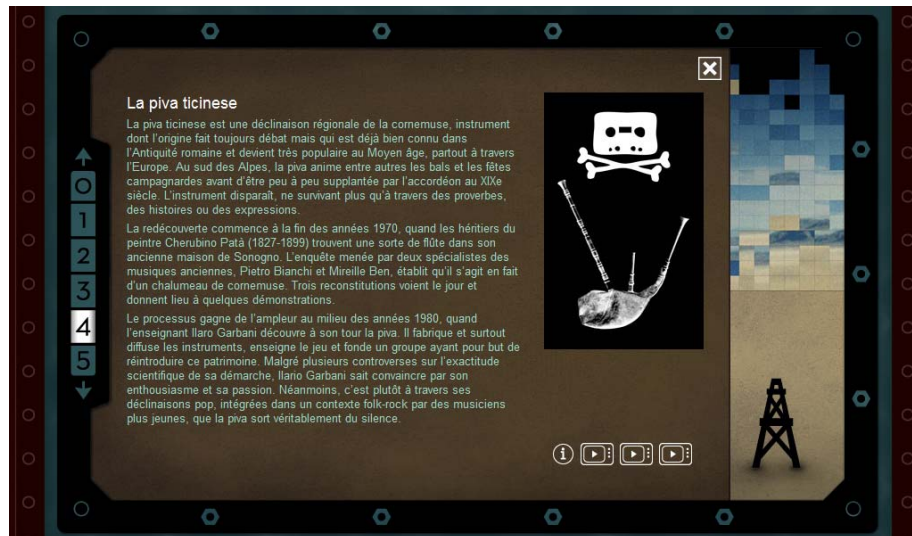 La piva ticinese
La piva ticinese est une déclinaison régionale de la cornemuse, instrument
dont l'origine fait toujours débat mais qui est déjà bien connu dans
l'Antiquité romaine et devient très populaire au Moyen âge, partout à travers
l'Europe. Au sud des Alpes, la piva anime entre autres les bals et les fêtes
campagnardes avant d'être peu à peu supplantée par l'accordéon au XIXe
siècle. L'instrument disparaît, ne survivant plus qu'à travers des proverbes,
des histoires ou des expressions.
La redécouverte commence à la fin des années 1970, quand les héritiers du
peintre Cherubino Patà (1827-1899) trouvent une sorte de flûte dans son
ancienne maison de Sonogno. L'enquête menée par deux spécialistes des
musiques anciennes, Pietro Bianchi et Mireille Ben, établit qu'il s'agit en fait
d'un chalumeau de cornemuse. Trois reconstitutions voient le jour et
donnent lieu à quelques démonstrations.
Le processus gagne de l'ampleur au milieu des années 1980, quand
l'enseignant Ilaro Garbani découvre à son tour la piva. Il fabrique et surtout
diffuse les instruments, enseigne le jeu et fonde un groupe ayant pour but de
réintroduire ce patrimoine. Malgré plusieurs controverses sur l'exactitude
scientifique de sa démarche, Ilario Garbani sait convaincre par son
enthousiasme et sa passion. Néanmoins, c'est plutôt à travers ses
déclinaisons pop, intégrées dans un contexte folk-rock par des musiciens
plus jeunes, que la piva sort véritablement du silence.
0
1
2
3
4
5